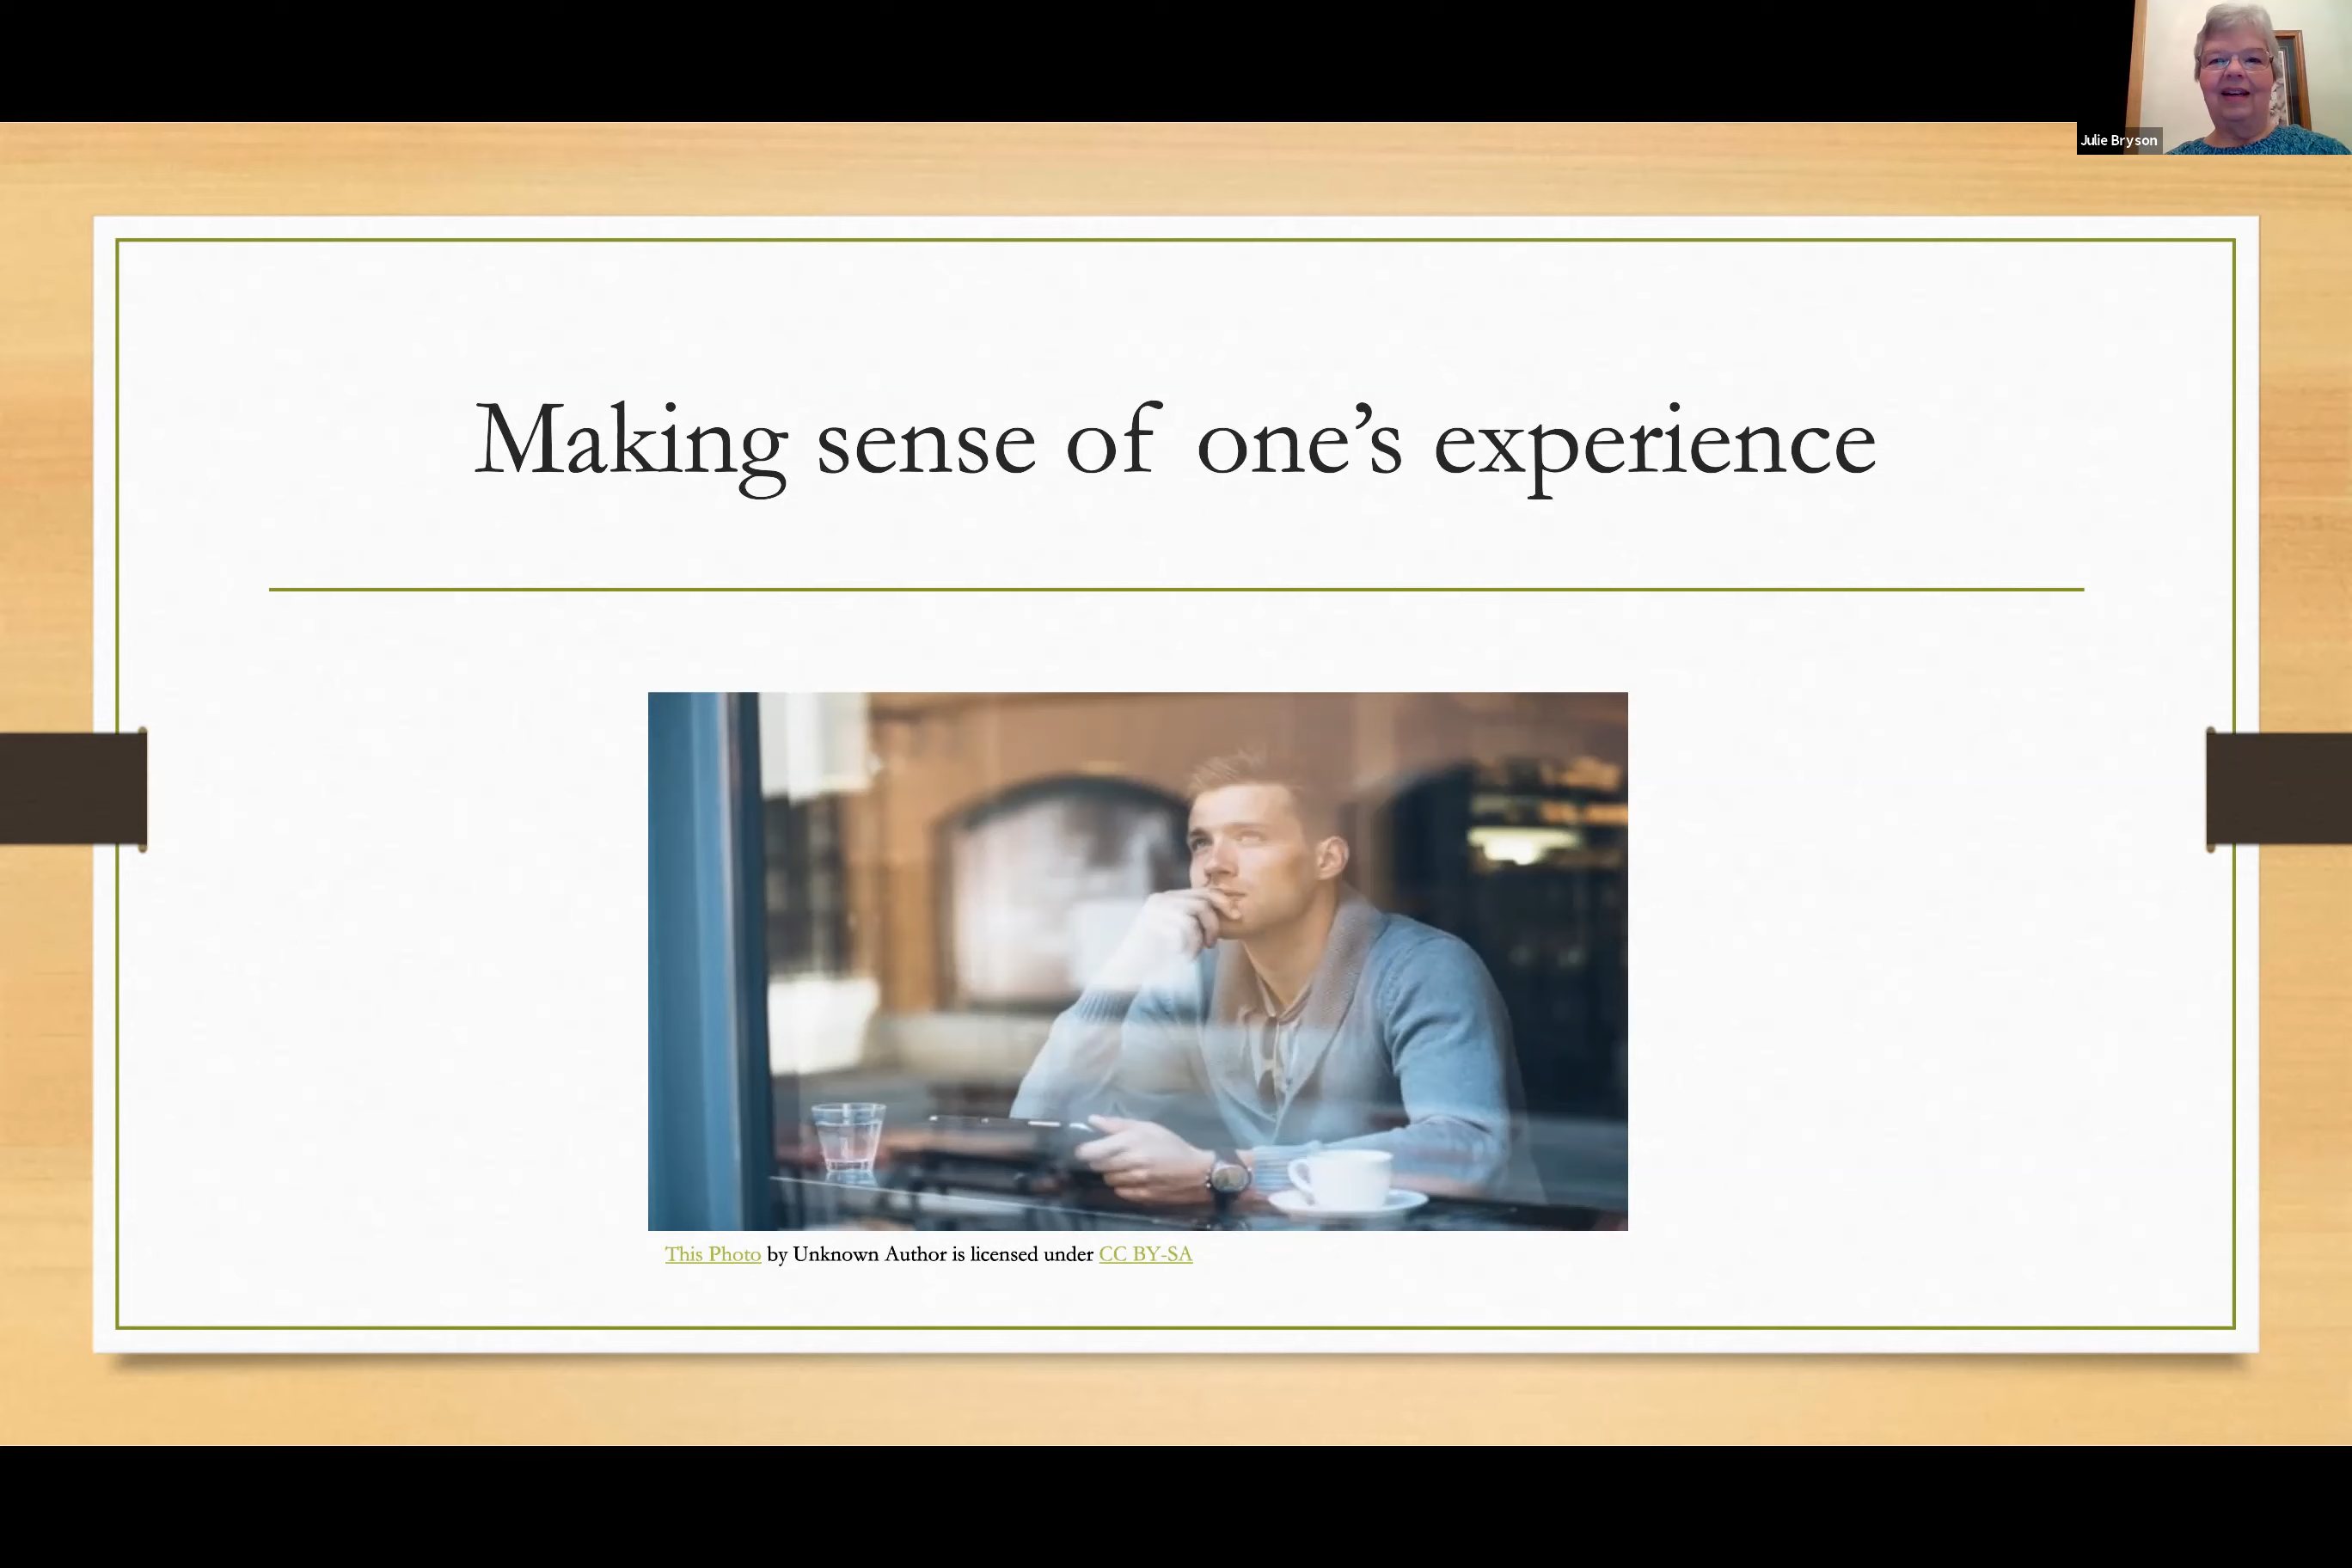 Julie Bryson
Making sense of one’s experience
This Photo by Unknown Author is licensed under CC BY-SA